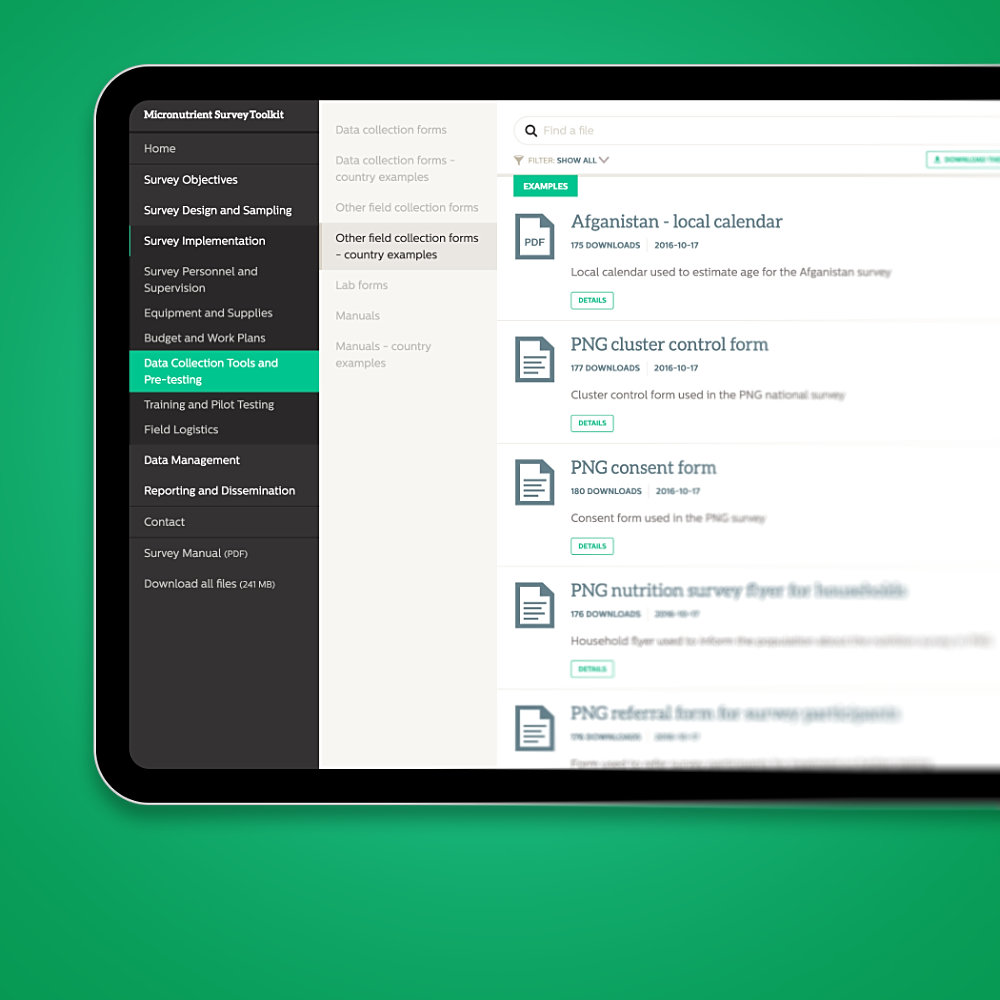 Micronutrient Survey Toolkit
Home
Survey Objectives
Survey Design and Sampling
Survey Implementation
Survey Personnel and
Supervision
Equipment and Supplies
Budget and Work Plans
Data Collection Tools and
Pre-testing
Training and Pilot Testing
Field Logistics
Data Management
Reporting and Dissemination
Contact
Survey Manual (PDF)
Download all files (241 MB)
Data collection forms
Data collection forms -
country examples
Other field collection forms
Other field collection forms
- country examples
Lab forms
Manuals
Manuals - country
examples
Find a file
FILTER: SHOW ALL
DOWNLOAD
EXAMPLES
PDF
Afganistan - local calendar
175 DOWNLOADS 2016-10-17
Local calendar used to estimate age for the Afganistan survey
DETAILS
PNG cluster control form
177 DOWNLOADS 2016-10-17
Cluster control form used in the PNG national survey
DETAILS
PNG consent form
180 DOWNLOADS 2016-10-17
Consent form used in the PNG survey
DETAILS
PNG nutrition survey flyer for households
176 DOWNLOADS 2016-10-17
Household flyer used to inform the population about the nutrition survey
DETAILS
PNG referral form for survey participants
DOWNLOADS
Form used to refer survey participants